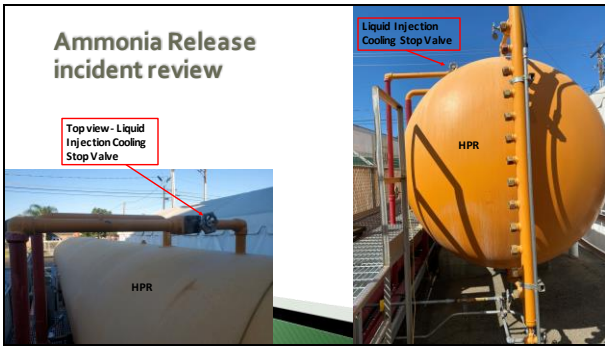 Ammonia Release
incident review
Top view - Liquid
Injection Cooling
Stop Valve
HPR
Liquid Injection
Cooling Stop Valve
HPR